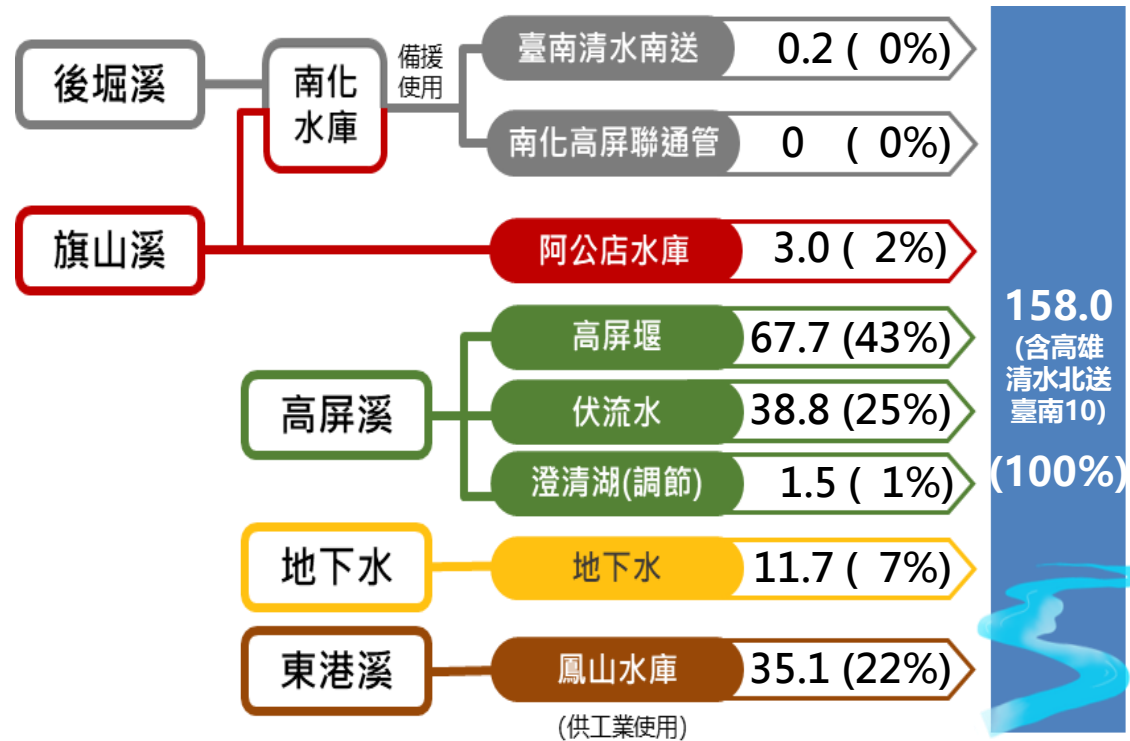 後堀溪
南化
水庫
備援
使用
臺南清水南送
0.2 ( 0%)
南化高屏聯通管
0 ( 0%)
旗山溪
阿公店水庫
3.0 ( 2%)
高屏溪
高屏堰
67.7 (43%)
伏流水
38.8 (25%)
澄清湖(調節)
1.5 ( 1%)
地下水
地下水
11.7 ( 7%)
東港溪
鳳山水庫
35.1 (22%)
(供工業使用)
158.0
(含高雄
清水北送
臺南10)
(100%)